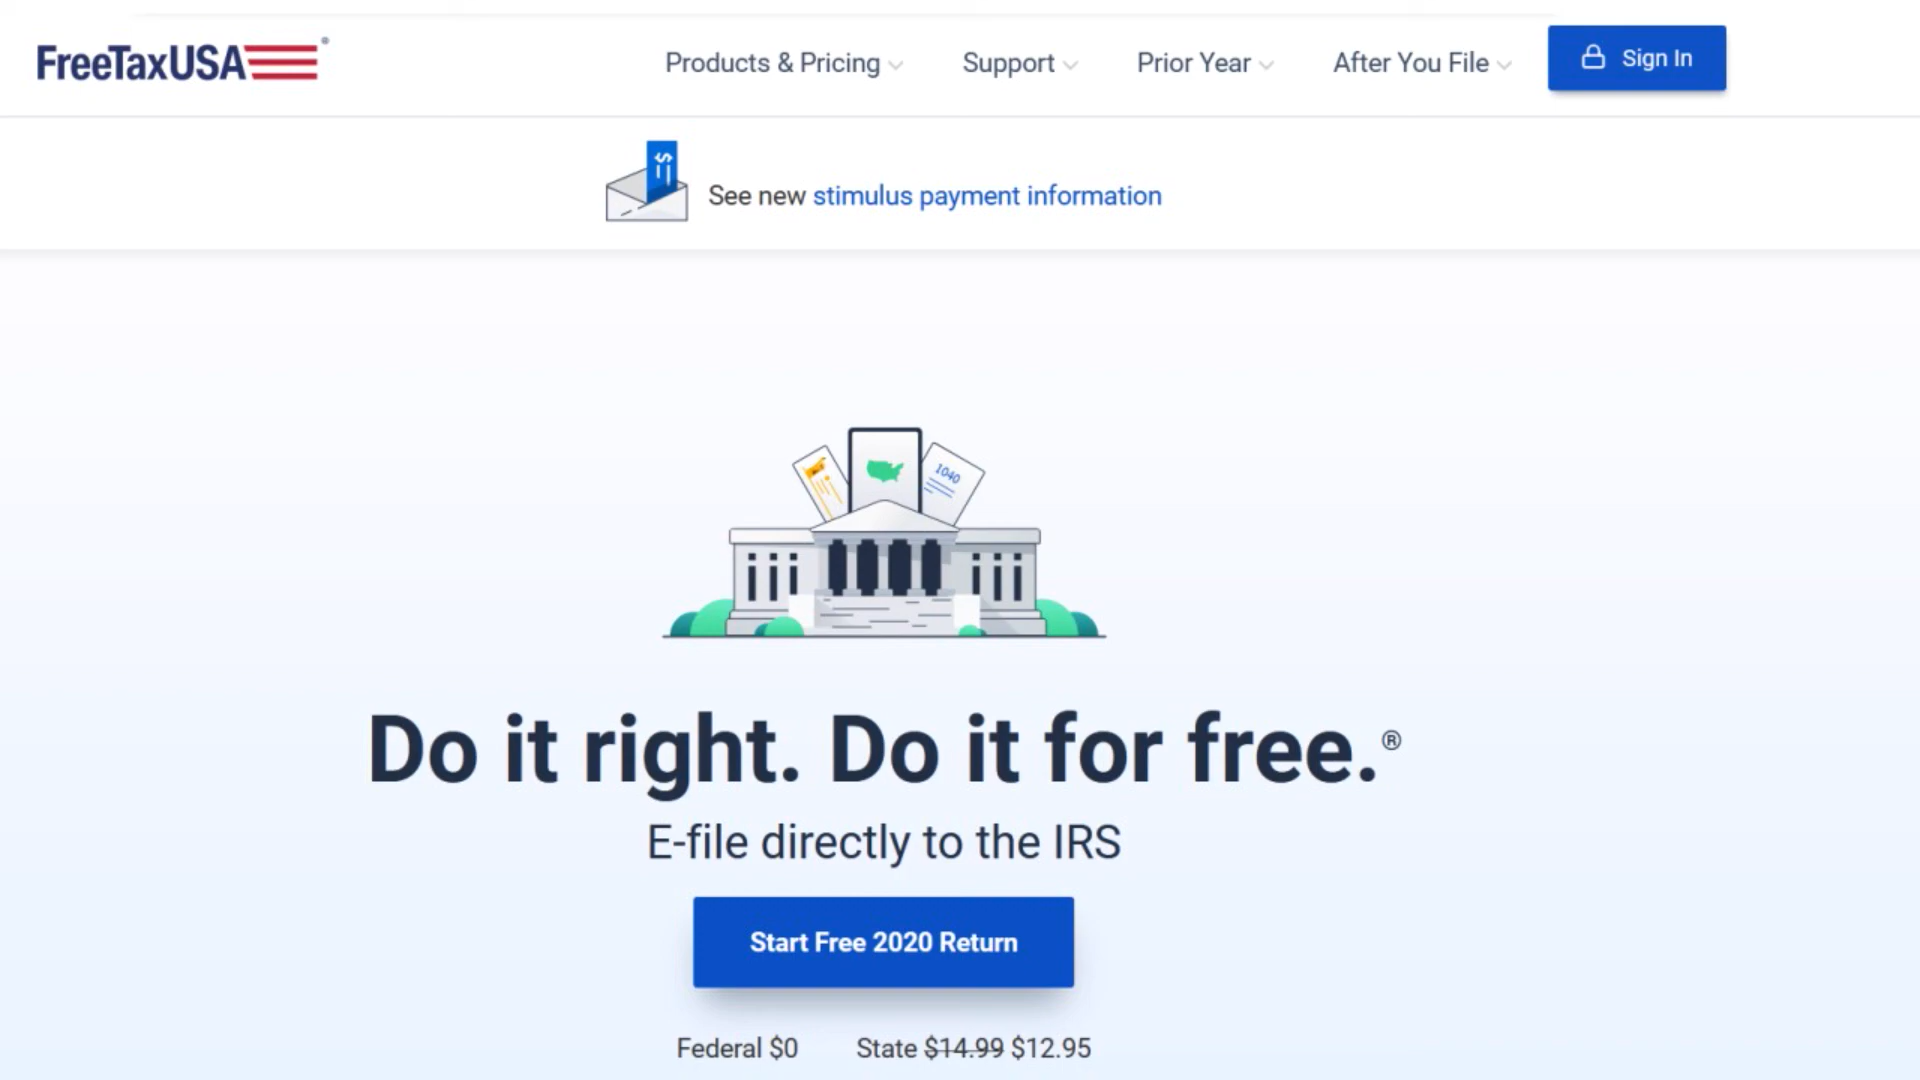 FreeTaxUSA®
Products & Pricing
Support
Prior Year
After You File
Sign In
$
See new stimulus payment information
1040
Do it right. Do it for free.®
E-file directly to the IRS
Start Free 2020 Return
Federal $0
State $14.99 $12.95